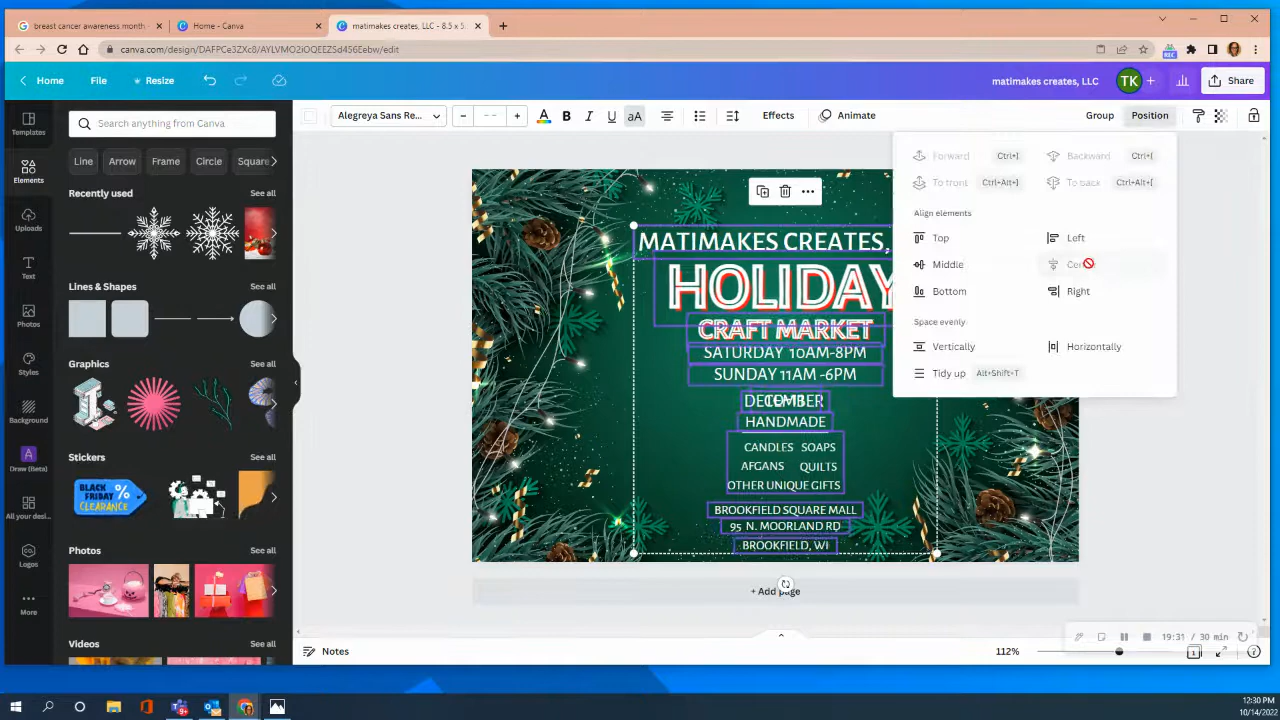 breast cancer awareness month -
Home - Canva
matimakes creates, LLC - 8.5 x 5
canva.com/design/DAFPCe3ZXc8/AYLVMO2iOQEEZSd456Eebw/edit
Home
File
Resize
matimakes creates, LLC
TK
Share
Alegreya Sans Re...
aA
Effects
Animate
Group
Position
Templates
Elements
Uploads
Text
Photos
Styles
Background
Draw (Beta)
All your desi...
Logos
More
Search anything from Canva
Line
Arrow
Frame
Circle
Square
Recently used
See all
Lines & Shapes
See all
Graphics
See all
Stickers
See all
BLACK
FRIDAY
CLEARANCE
Photos
See all
Videos
See all
MATIMAKES CREATES,
HOLIDAY
CRAFT MARKET
SATURDAY 10AM-8PM
SUNDAY 11AM -6PM
DECEMBER
HANDMADE
CANDLES SOAPS
AFGANS QUILTS
OTHER UNIQUE GIFTS
BROOKFIELD SQUARE MALL
95 N. MOORLAND RD
BROOKFIELD, WI
Forward Ctrl+]
Backward Ctrl+[
To front Ctrl+Alt+]
To back Ctrl+Alt+[
Align elements
Top
Left
Middle
Bottom
Right
Space evenly
Vertically
Horizontally
Tidy up Alt+Shift+T
+ Add page
Notes
19:31 / 30 min
112%
1
12:30 PM
10/14/2022